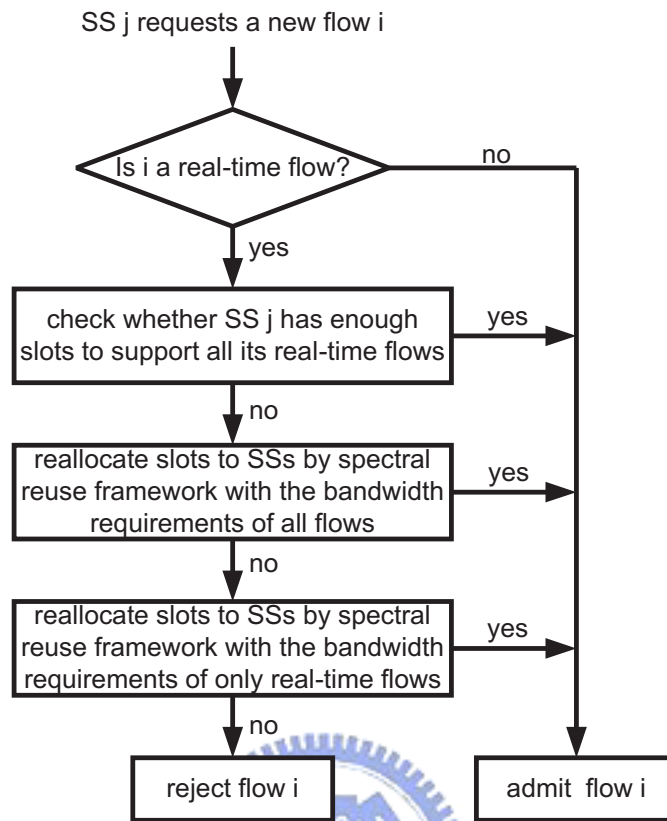 SS j requests a new flow i
Is i a real-time flow?
no
yes
check whether SS j has enough
slots to support all its real-time flows
yes
no
reallocate slots to SSs by spectral
reuse framework with the bandwidth
requirements of all flows
yes
no
reallocate slots to SSs by spectral
reuse framework with the bandwidth
requirements of only real-time flows
yes
no
reject flow i
admit flow i